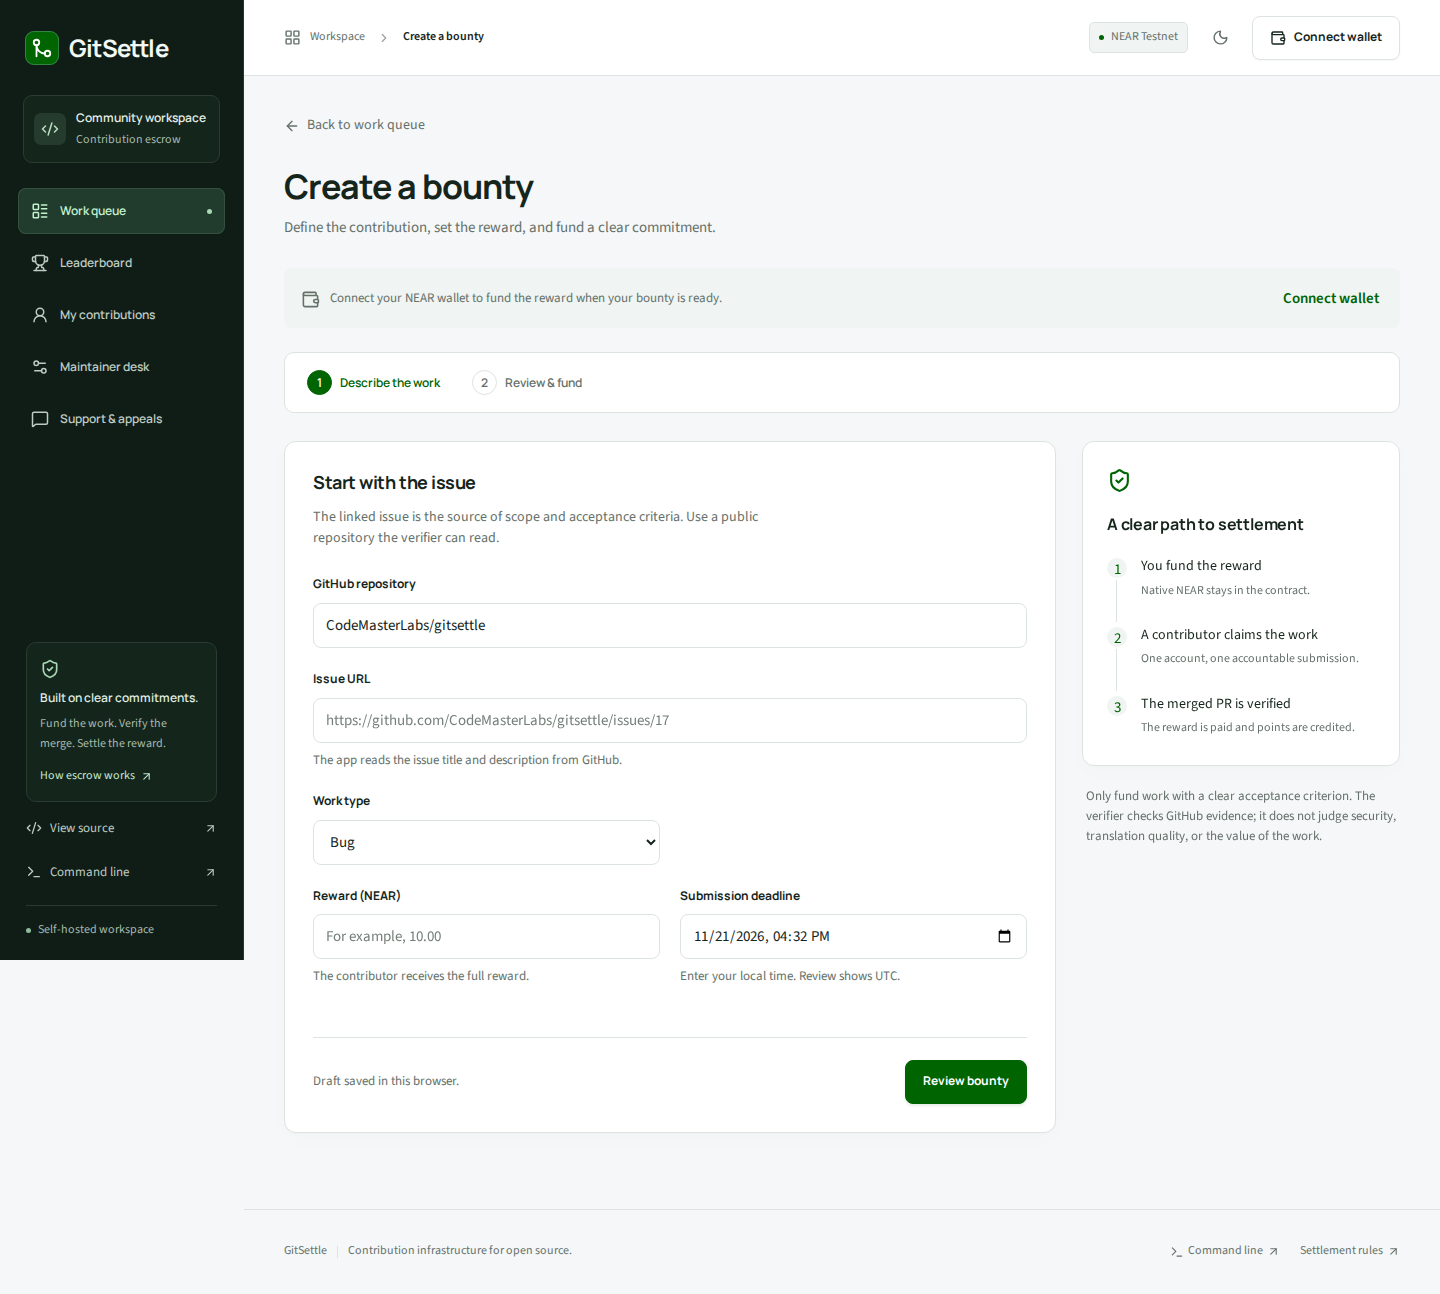 GitSettle
Community workspace
Contribution escrow
Work queue
Leaderboard
My contributions
Maintainer desk
Support & appeals
Built on clear commitments.
Fund the work. Verify the
merge. Settle the reward.
How escrow works
View source
Command line
Self-hosted workspace
Workspace
Create a bounty
NEAR Testnet
Connect wallet
Back to work queue
Create a bounty
Define the contribution, set the reward, and fund a clear commitment.
Connect your NEAR wallet to fund the reward when your bounty is ready.
Connect wallet
1 Describe the work
2 Review & fund
Start with the issue
The linked issue is the source of scope and acceptance criteria. Use a public
repository the verifier can read.
GitHub repository
CodeMasterLabs/gitsettle
Issue URL
https://github.com/CodeMasterLabs/gitsettle/issues/17
The app reads the issue title and description from GitHub.
Work type
Bug
Reward (NEAR)
For example, 10.00
The contributor receives the full reward.
Submission deadline
11/21/2026, 04:32 PM
Enter your local time. Review shows UTC.
Draft saved in this browser.
Review bounty
A clear path to settlement
1 You fund the reward
Native NEAR stays in the contract.
2 A contributor claims the work
One account, one accountable submission.
3 The merged PR is verified
The reward is paid and points are credited.
Only fund work with a clear acceptance criterion. The
verifier checks GitHub evidence; it does not judge security,
translation quality, or the value of the work.
GitSettle
Contribution infrastructure for open source.
Command line
Settlement rules